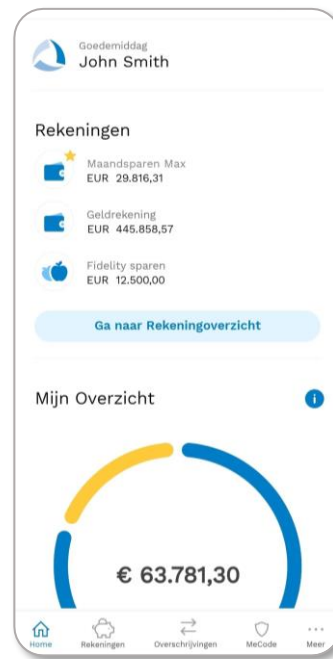 Goedemiddag
John Smith
Rekeningen
Maandsparen Max
EUR 29.816,31
Geldrekening
EUR 445.858,57
Fidelity sparen
EUR 12.500,00
Ga naar Rekeningoverzicht
Mijn Overzicht
i
€ 63.781,30
Home
Rekeningen
Overschrijvingen
MeCode
Meer